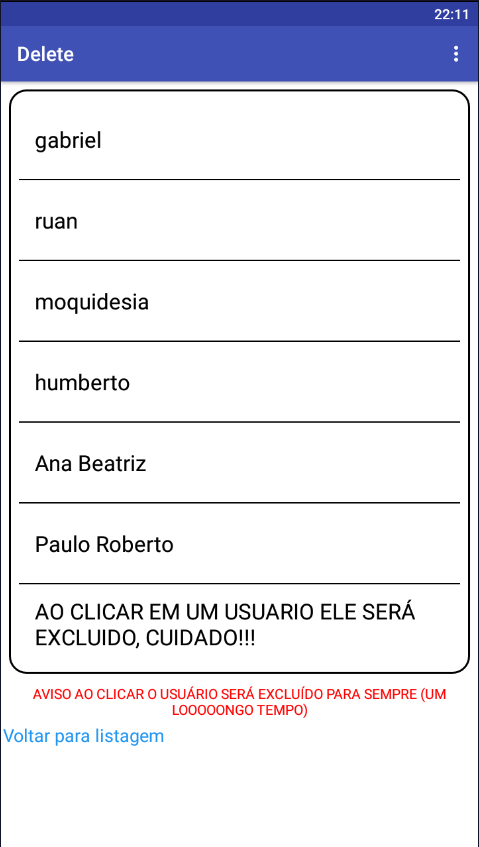 22:11
Delete
gabriel
ruan
moquidesia
humberto
Ana Beatriz
Paulo Roberto
AO CLICAR EM UM USUARIO ELE SERÁ
EXCLUIDO, CUIDADO!!!
AVISO AO CLICAR O USUÁRIO SERÁ EXCLUÍDO PARA SEMPRE (UM
LOOOOONGO TEMPO)
Voltar para listagem